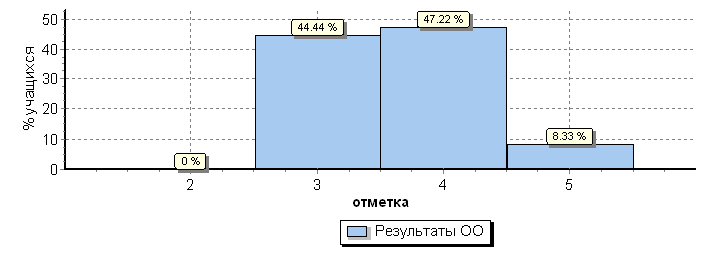 % учащихся
50
40
30
20
10
0
0 %
44.44 %
47.22 %
8.33 %
2 3 4 5
отметка
Результаты ОО